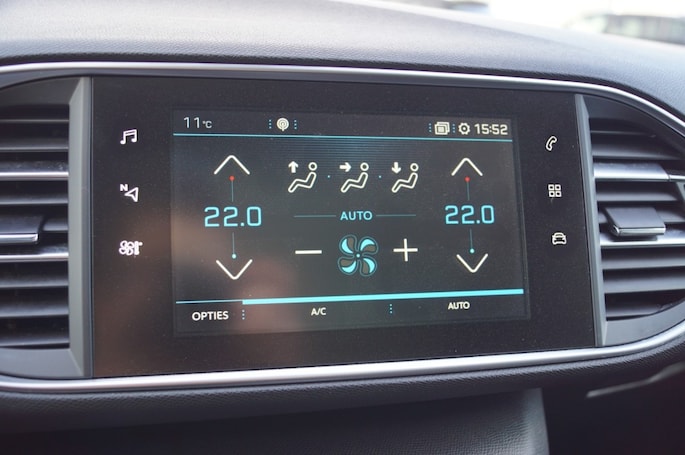 11°C 15:52
N
22.0 22.0
AUTO
OPTIES A/C AUTO